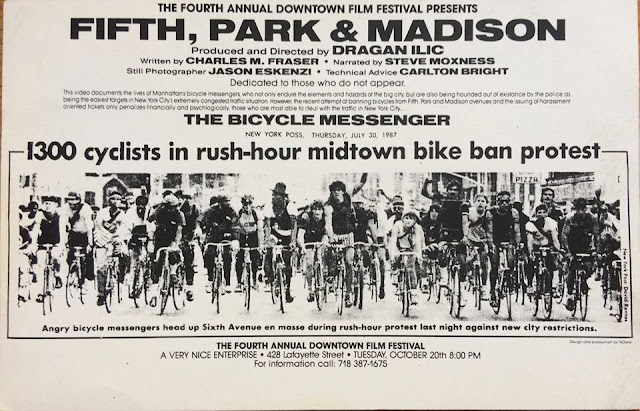 THE FOURTH ANNUAL DOWNTOWN FILM FESTIVAL PRESENTS
FIFTH, PARK & MADISON
Produced and Directed by DRAGAN ILIC
Written by CHARLES M. FRASER • Narrated by STEVE MOXNESS
Still Photographer JASON ESKENZI • Technical Advice CARLTON BRIGHT
Dedicated to those who do not appear.
This video documents the lives of Manhattan's bicycle messengers, who not only endure the elements and hazards of the big city, but are also being hounded out of existance by the police as
being the easiest targets in New York City's extremely congested traffic situation. However, the recent attempt at banning bicycles from Fifth, Park and Madison avenues and the issuing of harassment
oriented tickets only penalizes financially and psychologically, those who are most able to deal with the traffic in New York City.
THE BICYCLE MESSENGER
NEW YORK POSS, THURSDAY, JULY 30, 1987
1300 cyclists in rush-hour midtown bike ban protest
PIZZA
New York Post: David Rentas
Angry bicycle messengers head up Sixth Avenue en masse during rush-hour protest last night against new city restrictions.
Design and production by
THE FOURTH ANNUAL DOWNTOWN FILM FESTIVAL
A VERY NICE ENTERPRISE • 428 Lafayette Street • TUESDAY, OCTOBER 20th 8:00 PM
For information call: 718 387-1675